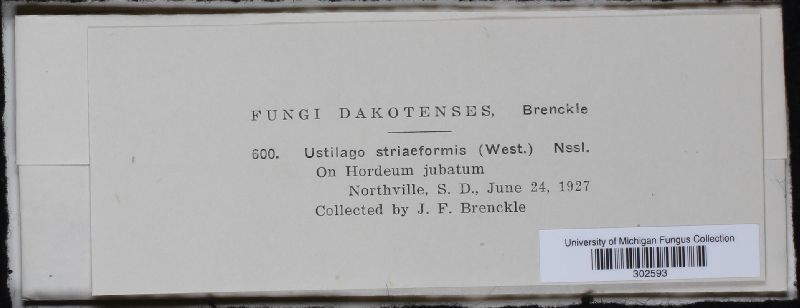 FUNGI DAKOTENSES, Brenckle
600. Ustilago striaeformis (West.) Nssl.
On Hordeum jubatum
Northville, S. D., June 24, 1927
Collected by J. F. Brenckle
University of Michigan Fungus Collection
302593